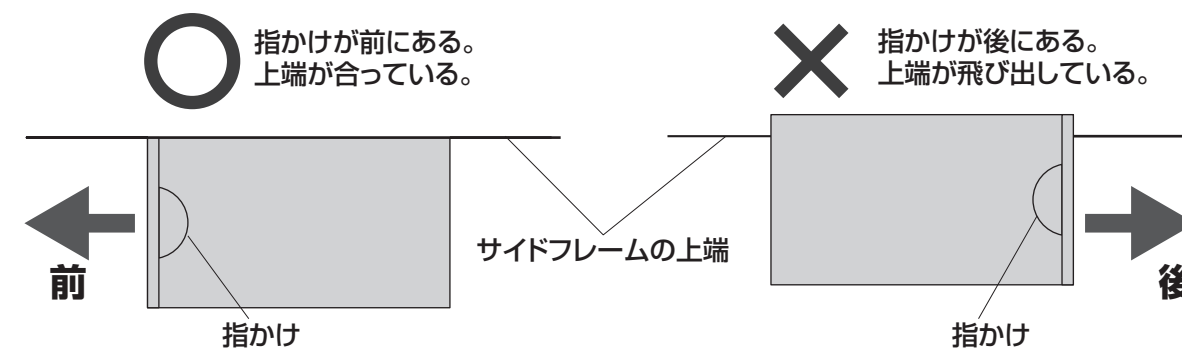 指かけが前にある。
上端が合っている。
指かけが後にある。
上端が飛び出している。
サイドフレームの上端
前
後
指かけ
指かけ